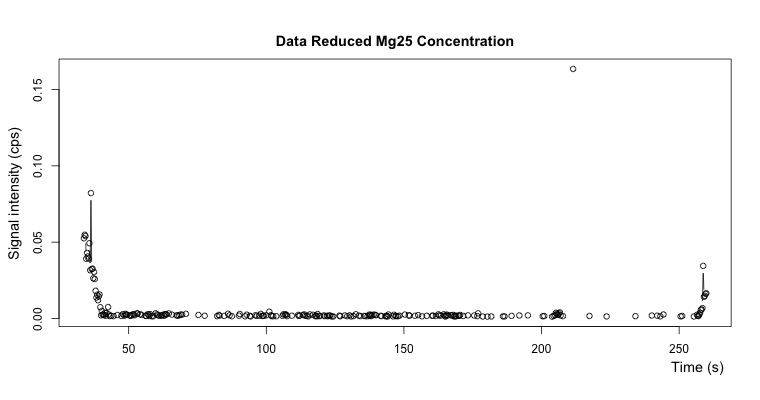 Data Reduced Mg25 Concentration
Signal intensity (cps)
0.15
0.10
0.05
0.00
50 100 150 200 250
Time (s)